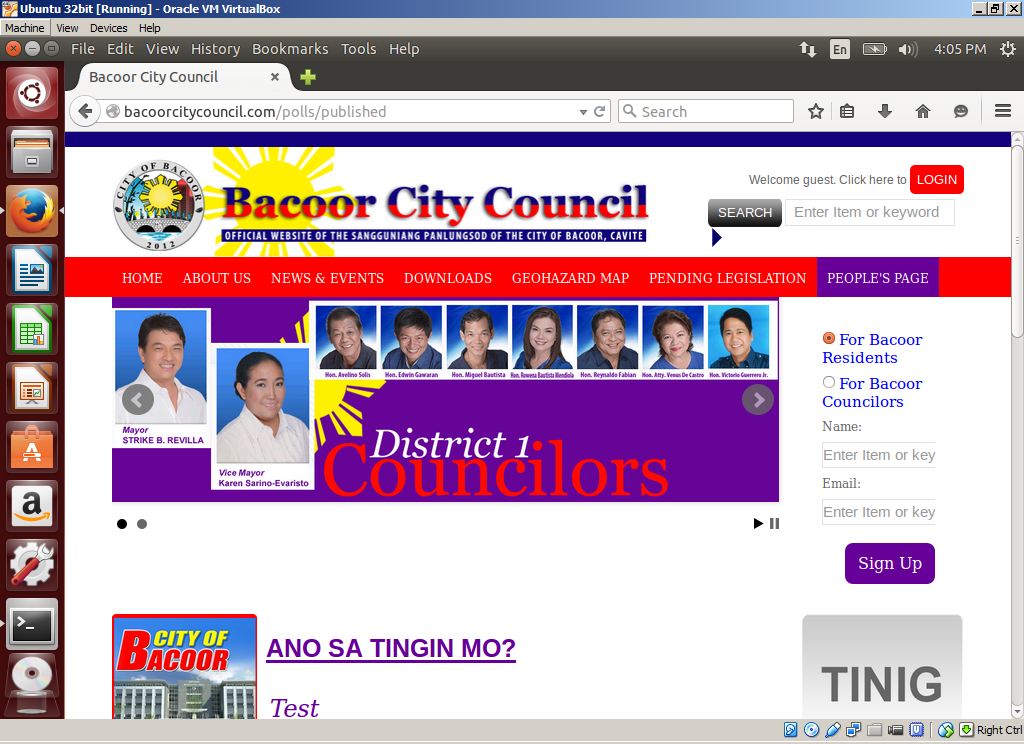 Ubuntu 32bit [Running] - Oracle VM VirtualBox
Machine View Devices Help
File Edit View History Bookmarks Tools Help
En
4:05 PM
Bacoor City Council
bacoorcitycouncil.com/polls/published
Search
CITY OF BACOOR
2012
Bacoor City Council
OFFICIAL WEBSITE OF THE SANGGUNIANG PANLUNGSOD OF THE CITY OF BACOOR, CAVITE
Welcome guest. Click here to LOGIN
SEARCH Enter Item or keyword
HOME ABOUT US NEWS & EVENTS DOWNLOADS GEOHAZARD MAP PENDING LEGISLATION PEOPLE'S PAGE
Hon. Avelino Solis Hon. Edwin Gawaran Hon. Miguel Bautista Hon. Rowena Bautista Mendiola Hon. Reynaldo Fabian Hon. Atty. Venus De Castro Hon. Victorio Guerrero Jr.
Mayor
STRIKE B. REVILLA
Vice Mayor
Karen Sarino-Evaristo
District 1
Councilors
For Bacoor
Residents
For Bacoor
Councilors
Name:
Enter Item or key
Email:
Enter Item or key
Sign Up
CITY OF
BACOOR
ANO SA TINGIN MO?
Test
TINIG
Right Ctrl